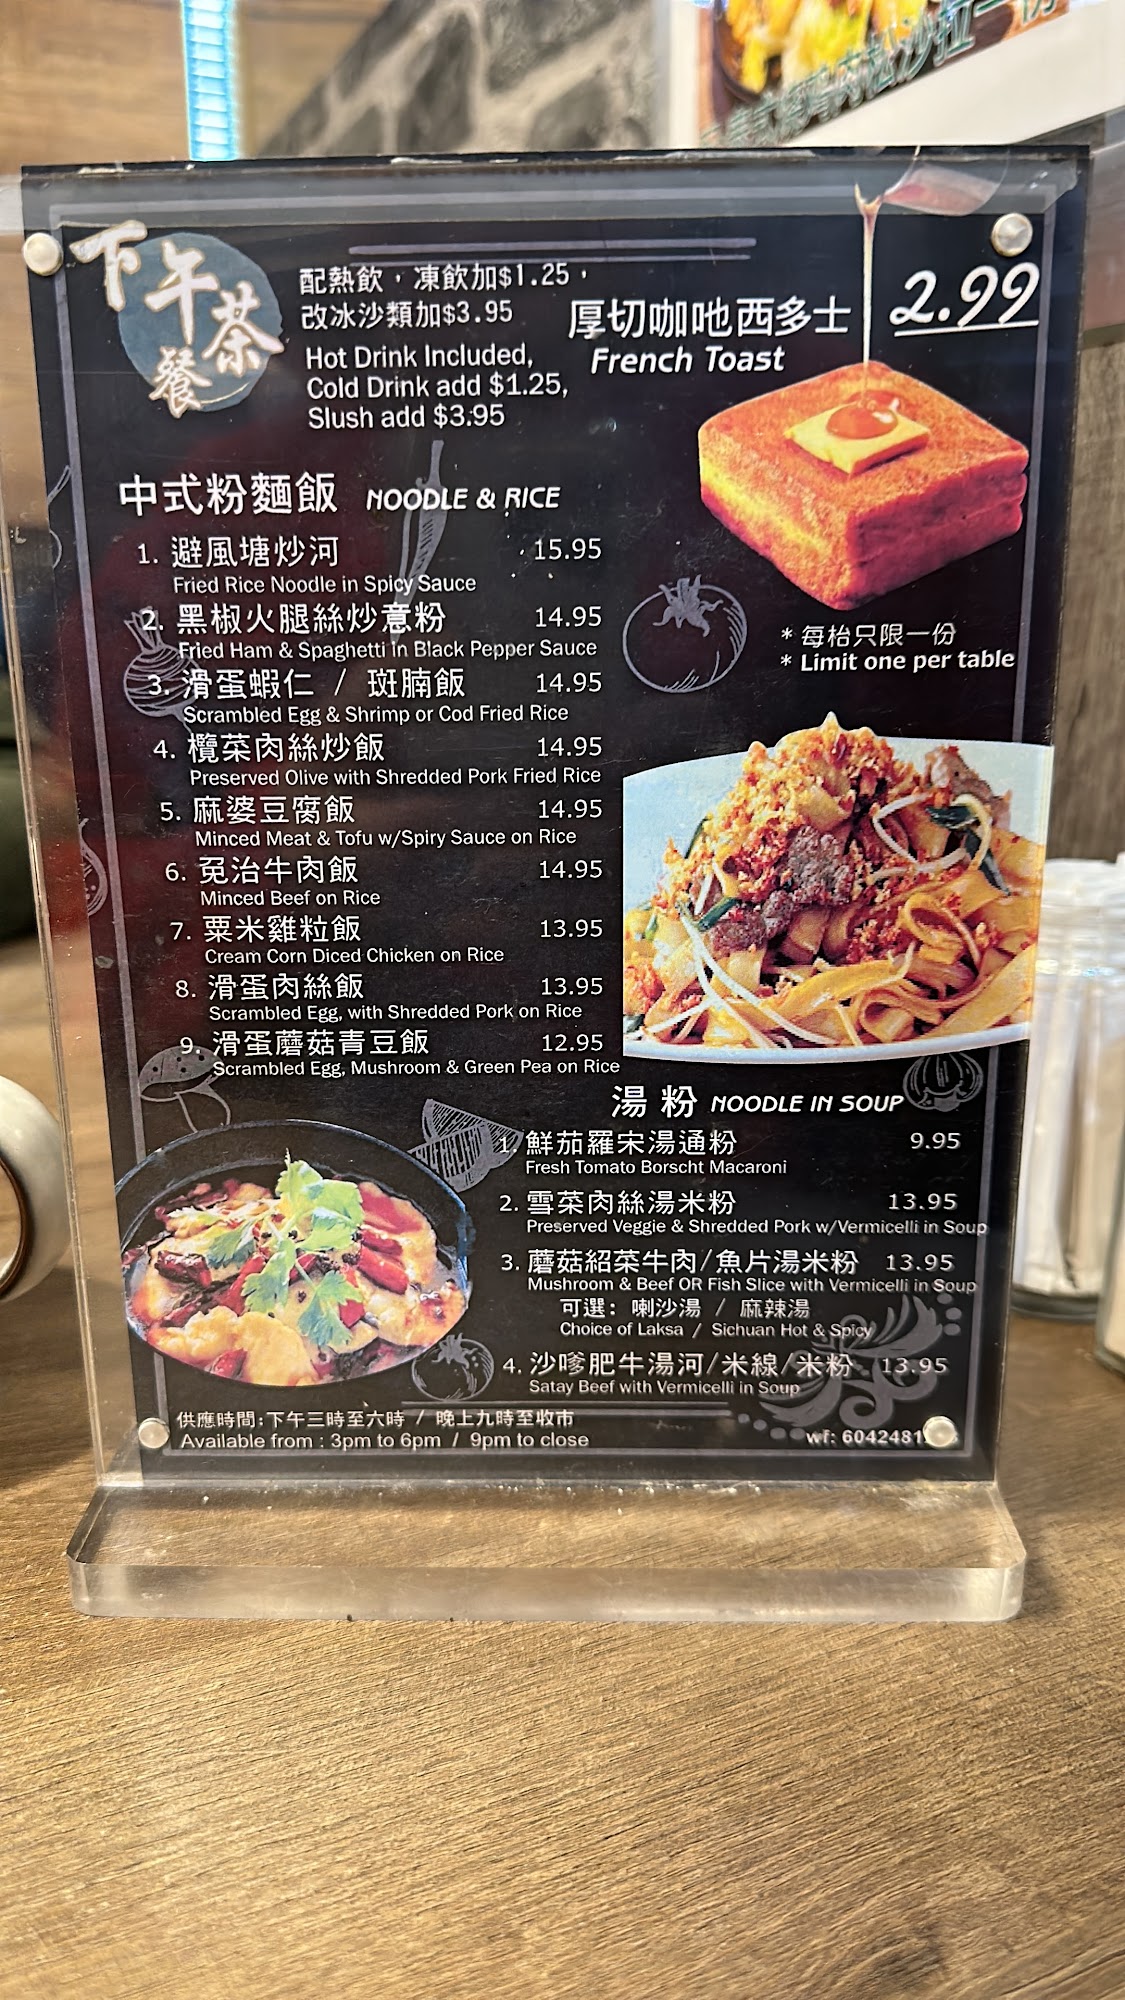 下午茶餐
配熱飲，凍飲加$1.25，
改冰沙類加$3.95
Hot Drink Included,
Cold Drink add $1.25,
Slush add $3.95
厚切咖吔西多士 2.99
French Toast
* 每枱只限一份
* Limit one per table
中式粉麵飯 NOODLE & RICE
1. 避風塘炒河 15.95
Fried Rice Noodle in Spicy Sauce
2. 黑椒火腿絲炒意粉 14.95
Fried Ham & Spaghetti in Black Pepper Sauce
3. 滑蛋蝦仁 / 斑腩飯 14.95
Scrambled Egg & Shrimp or Cod Fried Rice
4. 欖菜肉絲炒飯 14.95
Preserved Olive with Shredded Pork Fried Rice
5. 麻婆豆腐飯 14.95
Minced Meat & Tofu w/Spiry Sauce on Rice
6. 免治牛肉飯 14.95
Minced Beef on Rice
7. 粟米雞粒飯 13.95
Cream Corn Diced Chicken on Rice
8. 滑蛋肉絲飯 13.95
Scrambled Egg, with Shredded Pork on Rice
9. 滑蛋蘑菇青豆飯 12.95
Scrambled Egg, Mushroom & Green Pea on Rice
湯粉 NOODLE IN SOUP
1. 鮮茄羅宋湯通粉 9.95
Fresh Tomato Borscht Macaroni
2. 雪菜肉絲湯米粉 13.95
Preserved Veggie & Shredded Pork w/Vermicelli in Soup
3. 蘑菇紹菜牛肉/魚片湯米粉 13.95
Mushroom & Beef OR Fish Slice with Vermicelli in Soup
可選: 喇沙湯 / 麻辣湯
Choice of Laksa / Sichuan Hot & Spicy
4. 沙嗲肥牛湯河/米線/米粉 13.95
Satay Beef with Vermicelli in Soup
供應時間:下午三時至六時 / 晚上九時至收市
Available from : 3pm to 6pm / 9pm to close
wf: 6042481